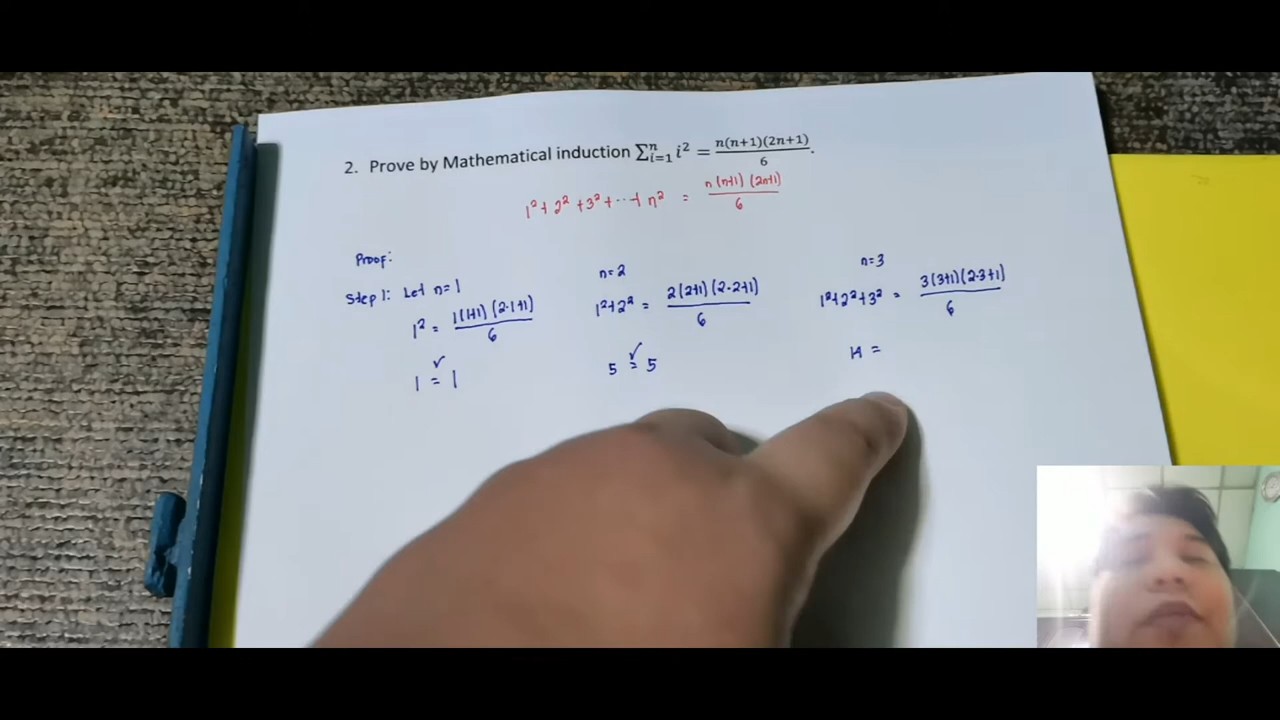 2. Prove by Mathematical induction ∑ⁿᵢ₌₁ i² = n(n+1)(2n+1)/6.
1² + 2² + 3² + ··· + n² = n(n+1)(2n+1)/6
Proof:
Step 1: Let n=1
1² = 1(1+1)(2·1+1)/6
✓
1 = 1
n=2
1²+2² = 2(2+1)(2·2+1)/6
✓
5 = 5
n=3
1²+2²+3² = 3(3+1)(2·3+1)/6
14 =